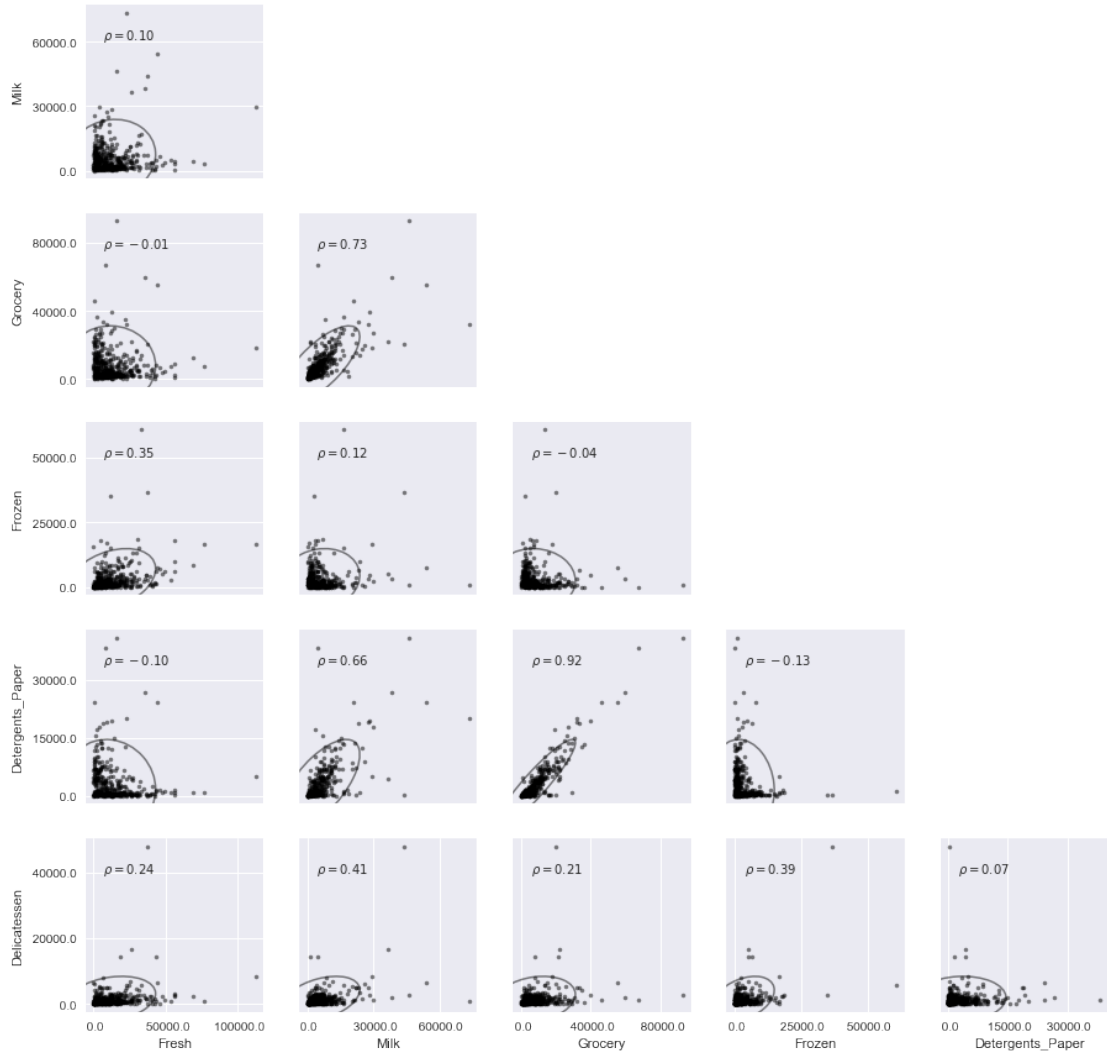 ρ = 0.10
60000.0
30000.0
0.0
Milk
ρ = −0.01
ρ = 0.73
80000.0
40000.0
0.0
Grocery
ρ = 0.35
ρ = 0.12
ρ = −0.04
50000.0
25000.0
0.0
Frozen
ρ = −0.10
ρ = 0.66
ρ = 0.92
ρ = −0.13
30000.0
15000.0
0.0
Detergents_Paper
ρ = 0.24
ρ = 0.41
ρ = 0.21
ρ = 0.39
ρ = 0.07
40000.0
20000.0
0.0
Delicatessen
0.0 50000.0 100000.0 0.0 30000.0 60000.0 0.0 40000.0 80000.0 0.0 25000.0 50000.0 0.0 15000.0 30000.0
Fresh Milk Grocery Frozen Detergents_Paper